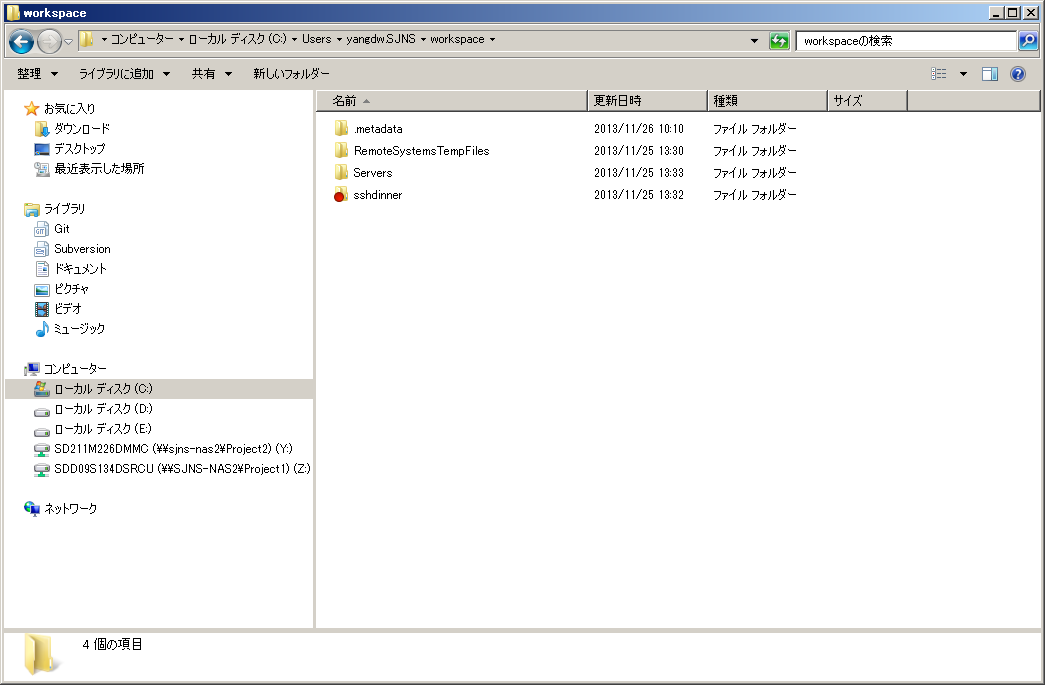 workspace
コンピューター ローカル ディスク (C:) Users yangdw.SJNS workspace
workspaceの検索
整理 ライブラリに追加 共有 新しいフォルダー
お気に入り
ダウンロード
デスクトップ
最近表示した場所
ライブラリ
Git
Subversion
ドキュメント
ピクチャ
ビデオ
ミュージック
コンピューター
ローカル ディスク (C:)
ローカル ディスク (D:)
ローカル ディスク (E:)
SD211M226DMMC (¥¥sjns-nas2¥Project2) (Y:)
SDD09S134DSRCU (¥¥SJNS-NAS2¥Project1) (Z:)
ネットワーク
名前 更新日時 種類 サイズ
.metadata 2013/11/26 10:10 ファイル フォルダー
RemoteSystemsTempFiles 2013/11/25 13:30 ファイル フォルダー
Servers 2013/11/25 13:33 ファイル フォルダー
sshdinner 2013/11/25 13:32 ファイル フォルダー
4 個の項目